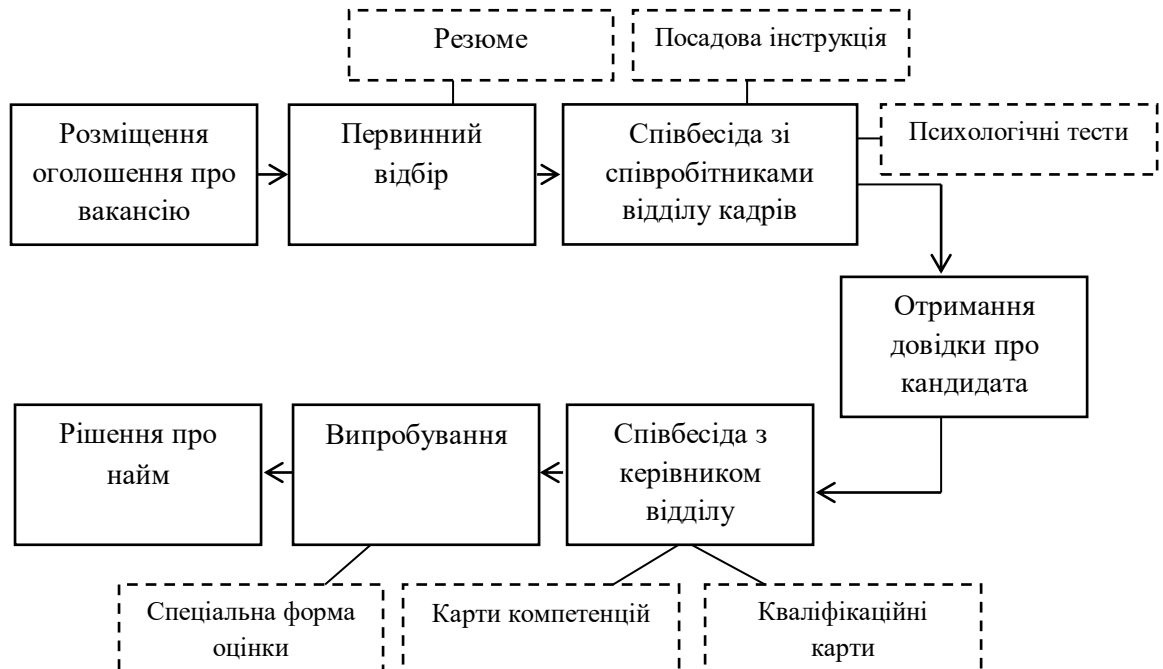 Резюме
Посадова інструкція
Розміщення
оголошення про
вакансію
Первинний
відбір
Співбесіда зі
співробітниками
відділу кадрів
Психологічні тести
Отримання
довідки про
кандидата
Рішення про
найм
Випробування
Співбесіда з
керівником
відділу
Спеціальна форма
оцінки
Карти компетенцій
Кваліфікаційні
карти